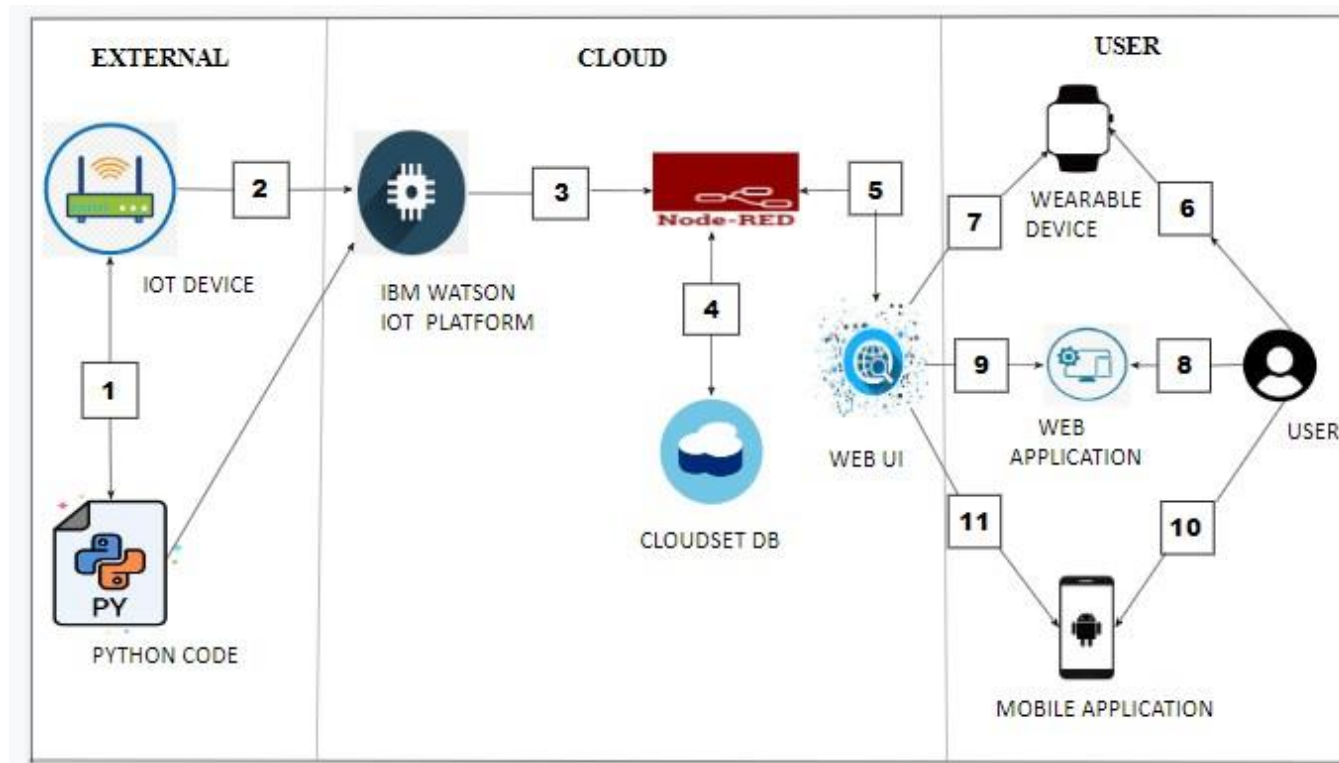 EXTERNAL
CLOUD
USER
2
3
5
7
6
Node-RED
WEARABLE
DEVICE
IOT DEVICE
IBM WATSON
IOT PLATFORM
4
1
9
8
WEB UI
WEB
APPLICATION
USER
CLOUDSET DB
11
10
PY
PYTHON CODE
MOBILE APPLICATION